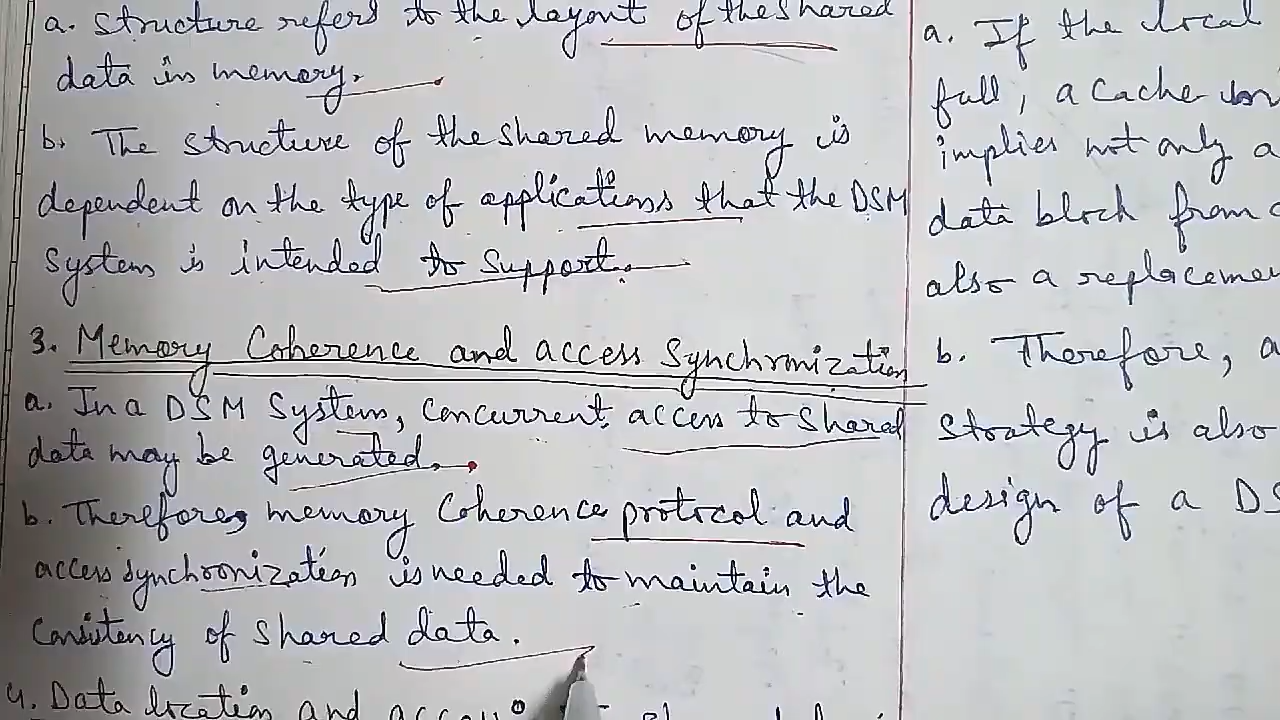 a. Structure refers to the layout of the shared
data in memory.
b. The structure of the shared memory is
dependent on the type of applications that the DSM
System is intended to support.
3. Memory Coherence and access Synchronization
a. In a DSM System, concurrent access to shared
data may be generated.
b. Therefore, memory Coherence protocol and
access synchronization is needed to maintain the
Consistency of shared data.
4. Data location and
a. If the local
full, a Cache
implies not only a
data block from
also a replacemen
b. Therefore, a
Strategy is also
design of a DS